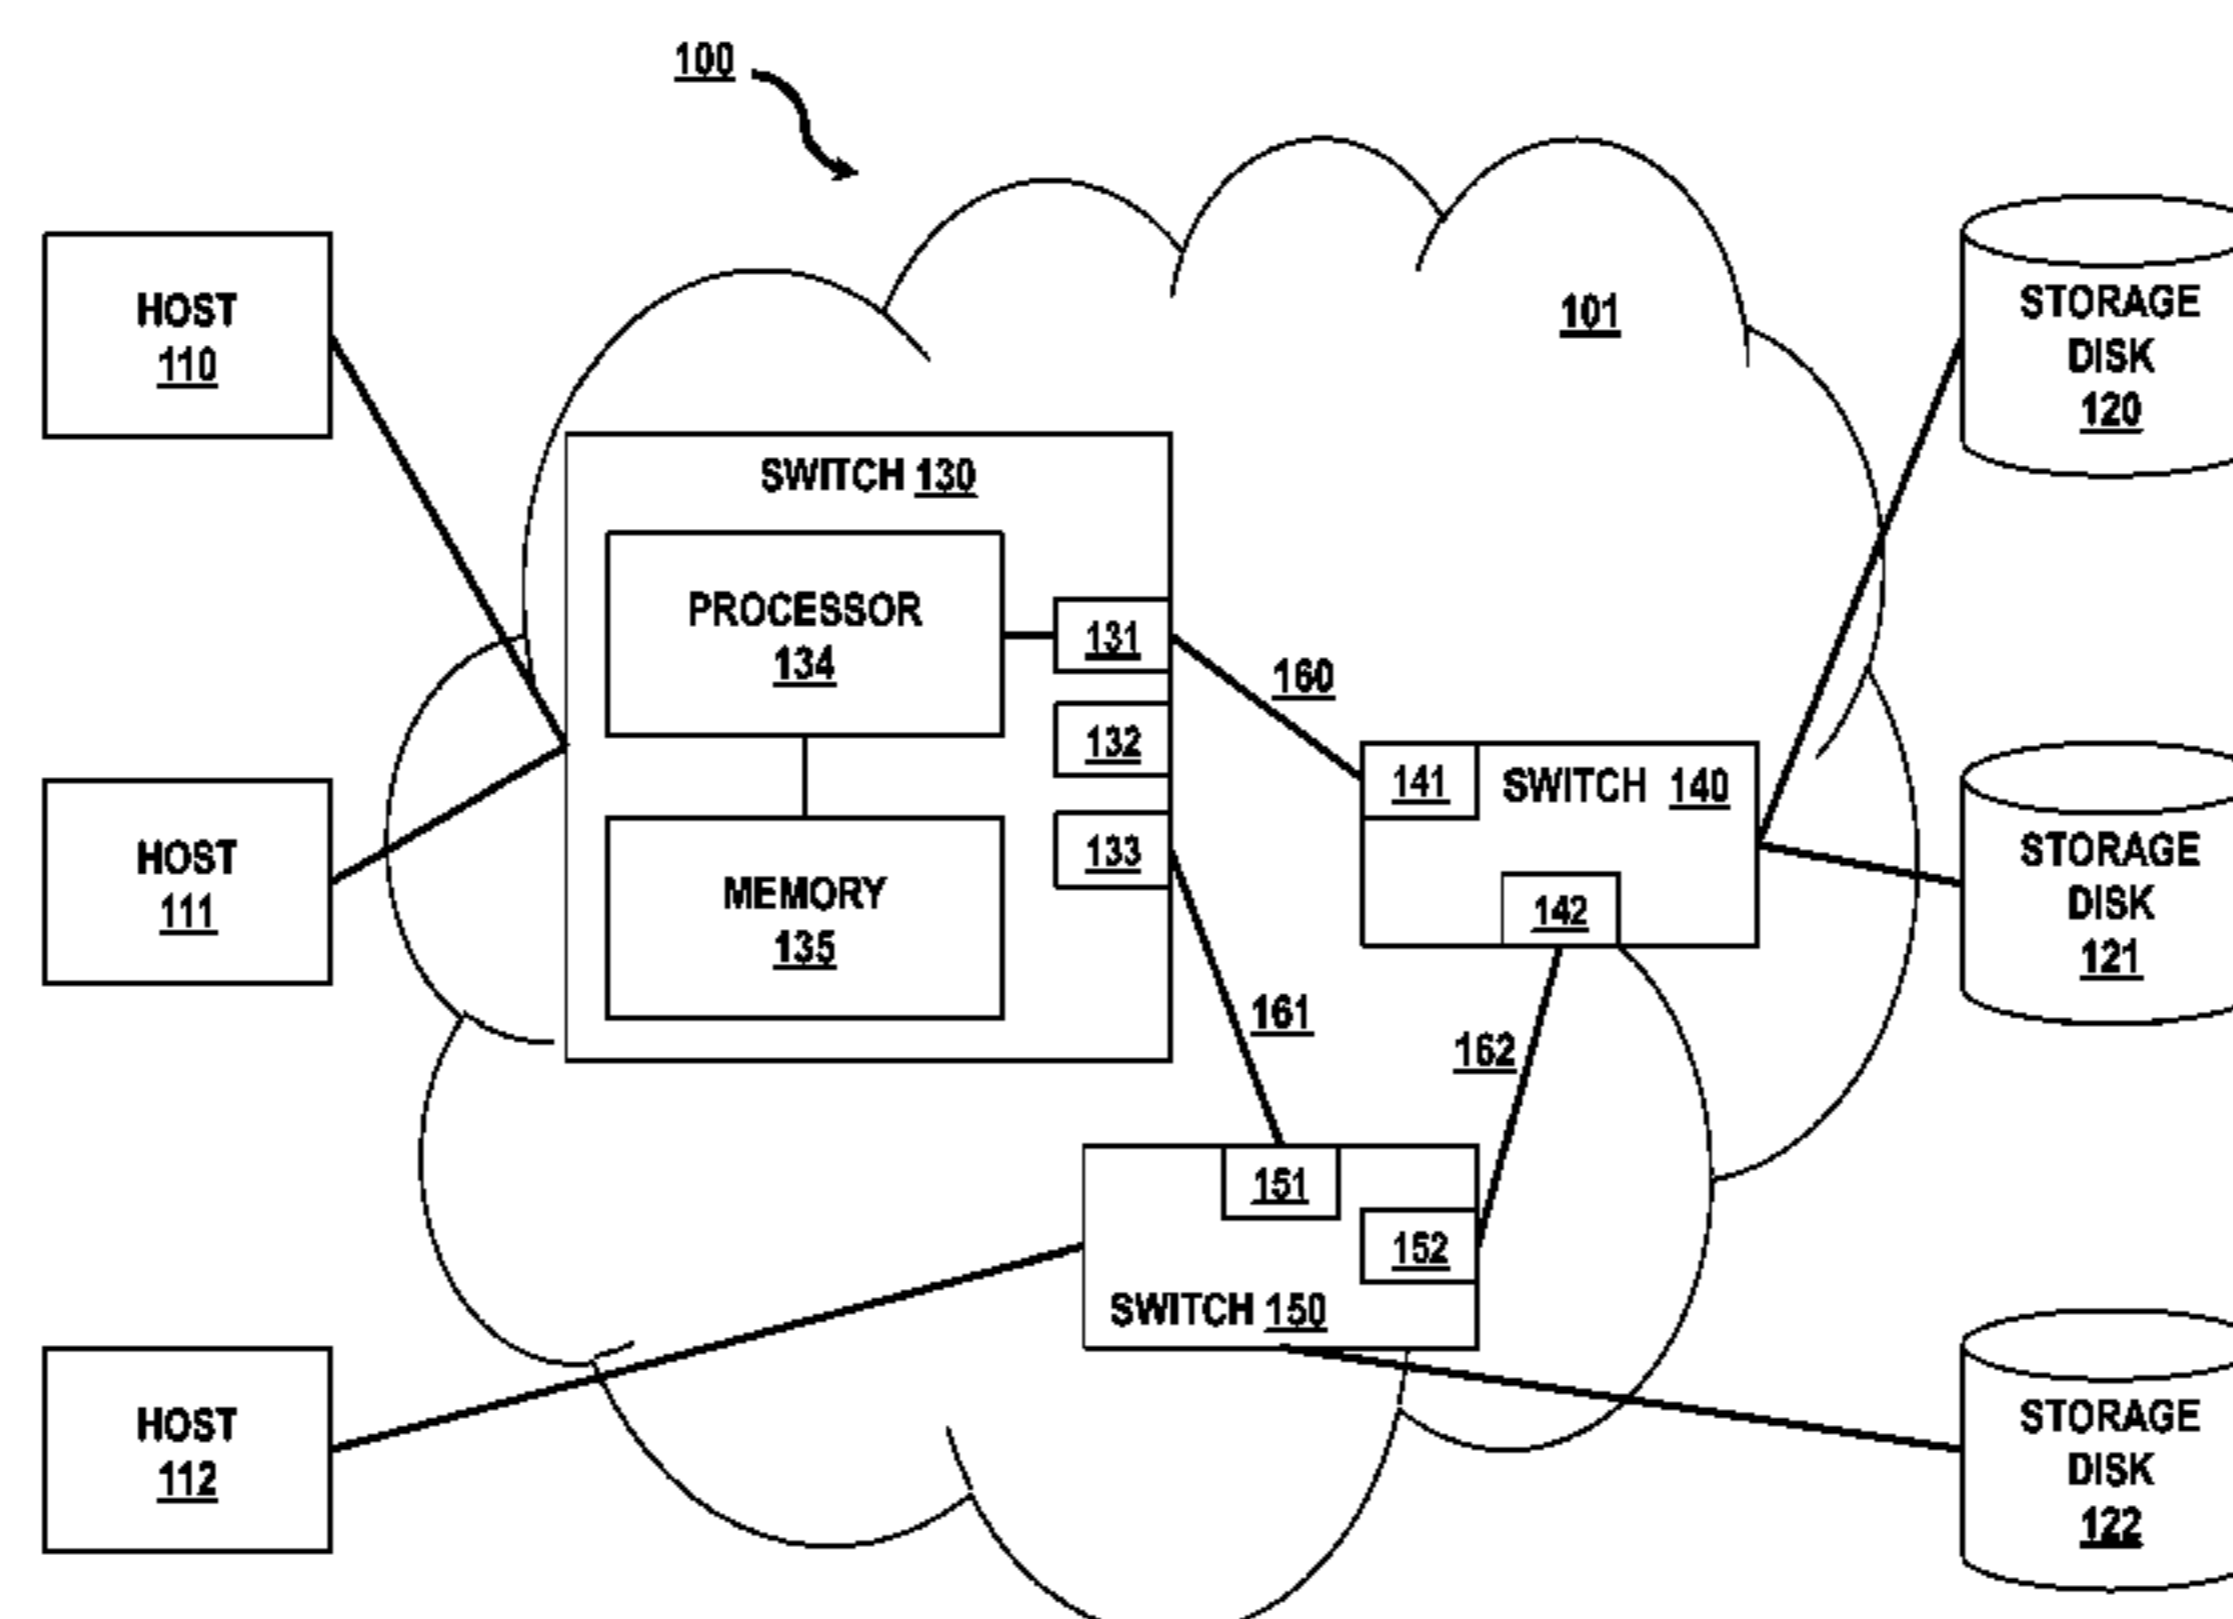 100
101
HOST
110
HOST
111
HOST
112
SWITCH 130
PROCESSOR
134
MEMORY
135
131
132
133
160
161
162
141
SWITCH 140
142
151
152
SWITCH 150
STORAGE
DISK
120
STORAGE
DISK
121
STORAGE
DISK
122